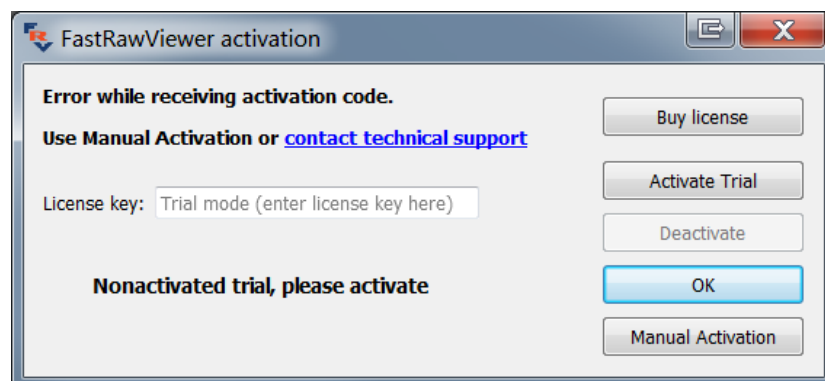 FastRawViewer activation
Error while receiving activation code.
Use Manual Activation or contact technical support
License key: Trial mode (enter license key here)
Nonactivated trial, please activate
Buy license
Activate Trial
Deactivate
OK
Manual Activation